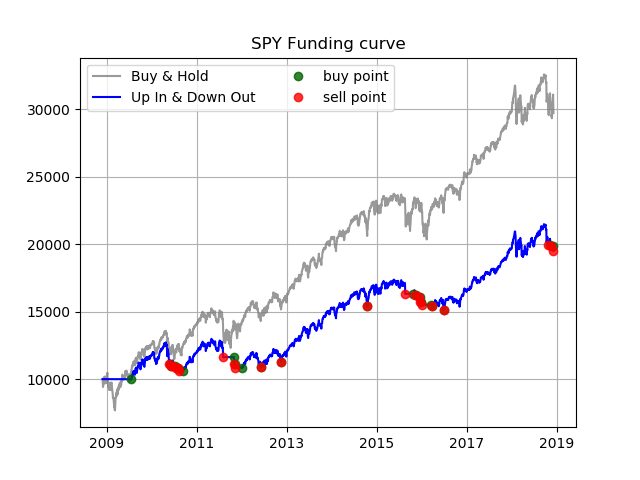 SPY Funding curve
Buy & Hold
Up In & Down Out
buy point
sell point
30000
25000
20000
15000
10000
2009 2011 2013 2015 2017 2019